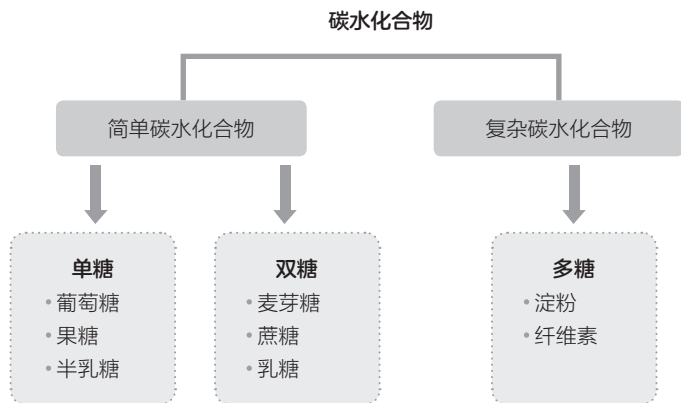 碳水化合物
简单碳水化合物
复杂碳水化合物
单糖
•葡萄糖
•果糖
•半乳糖
双糖
•麦芽糖
•蔗糖
•乳糖
多糖
•淀粉
•纤维素